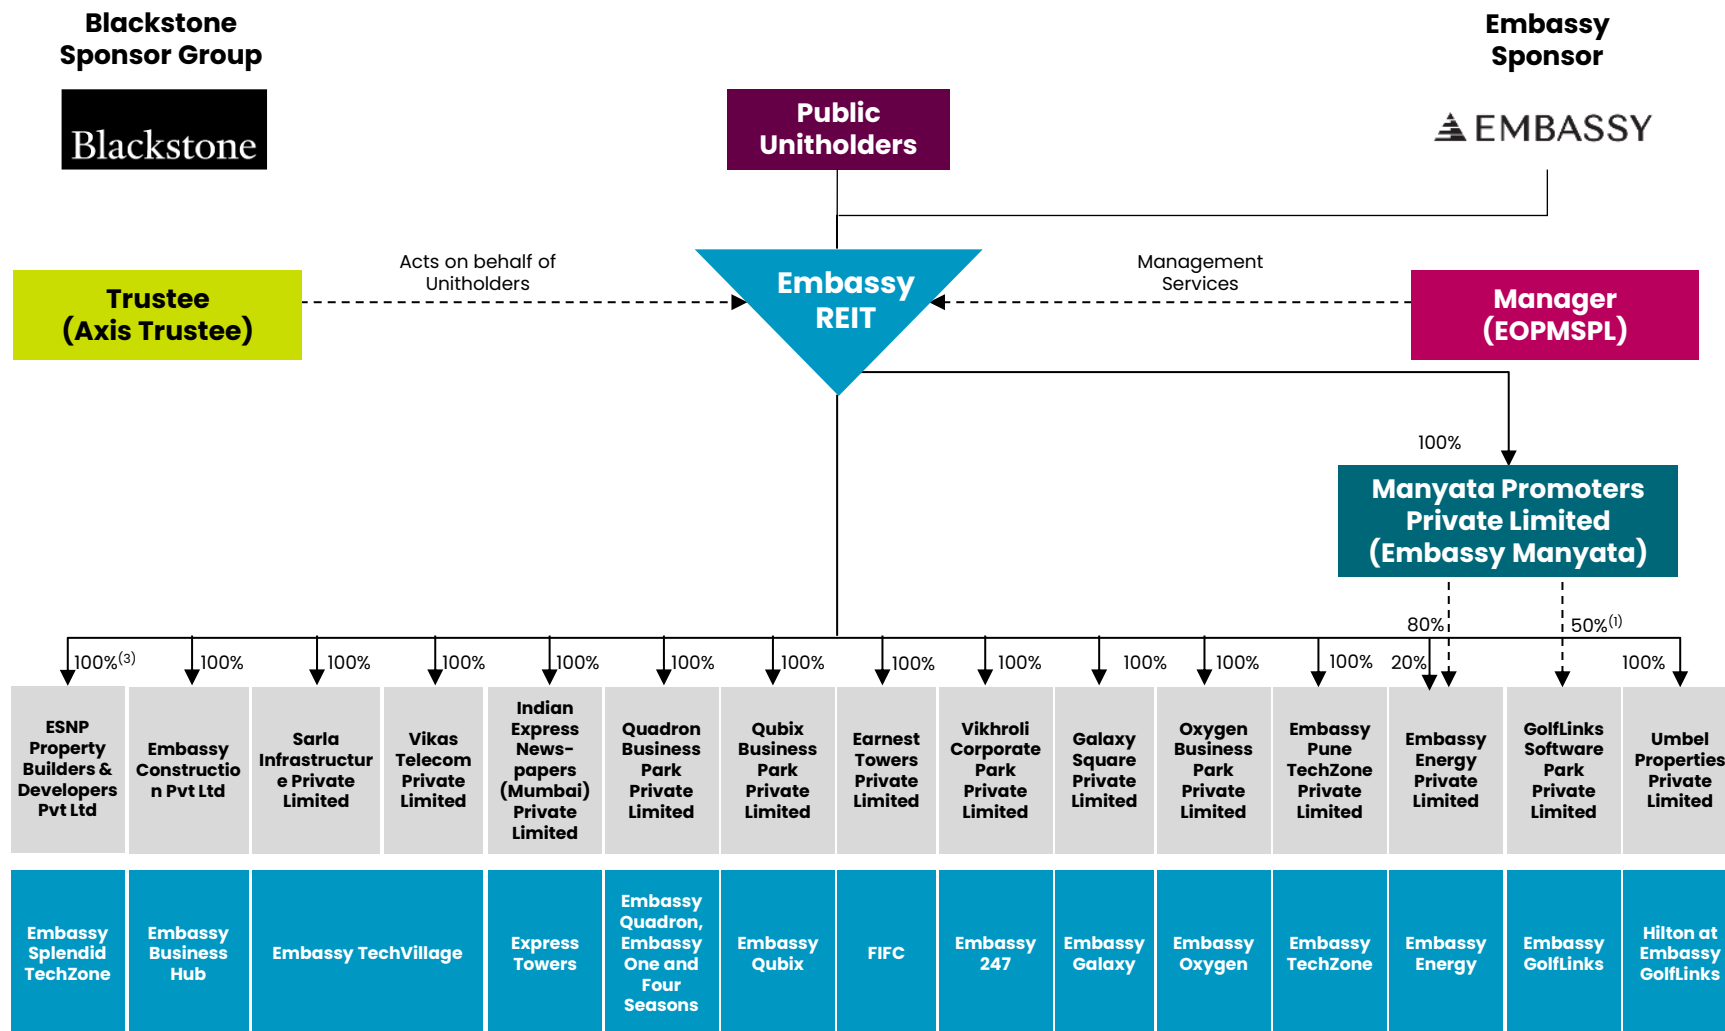 Blackstone
Sponsor Group
Blackstone
Public
Unitholders
Embassy
Sponsor
EMBASSY
Trustee
(Axis Trustee)
Acts on behalf of
Unitholders
Embassy
REIT
Management
Services
Manager
(EOPMSPL)
100%
Manyata Promoters
Private Limited
(Embassy Manyata)
80%
50%(1)
100%(3)
100%
100%
100%
100%
100%
100%
100%
100%
100%
100%
100%
20%
100%
ESNP
Property
Builders &
Developers
Pvt Ltd
Embassy
Constructio
n Pvt Ltd
Sarla
Infrastructur
e Private
Limited
Vikas
Telecom
Private
Limited
Indian
Express
News-
papers
(Mumbai)
Private
Limited
Quadron
Business
Park
Private
Limited
Qubix
Business
Park
Private
Limited
Earnest
Towers
Private
Limited
Vikhroli
Corporate
Park
Private
Limited
Galaxy
Square
Private
Limited
Oxygen
Business
Park
Private
Limited
Embassy
Pune
TechZone
Private
Limited
Embassy
Energy
Private
Limited
GolfLinks
Software
Park
Private
Limited
Umbel
Properties
Private
Limited
Embassy
Splendid
TechZone
Embassy
Business
Hub
Embassy TechVillage
Express
Towers
Embassy
Quadron,
Embassy
One and
Four
Seasons
Embassy
Qubix
FIFC
Embassy
247
Embassy
Galaxy
Embassy
Oxygen
Embassy
TechZone
Embassy
Energy
Embassy
GolfLinks
Hilton at
Embassy
GolfLinks